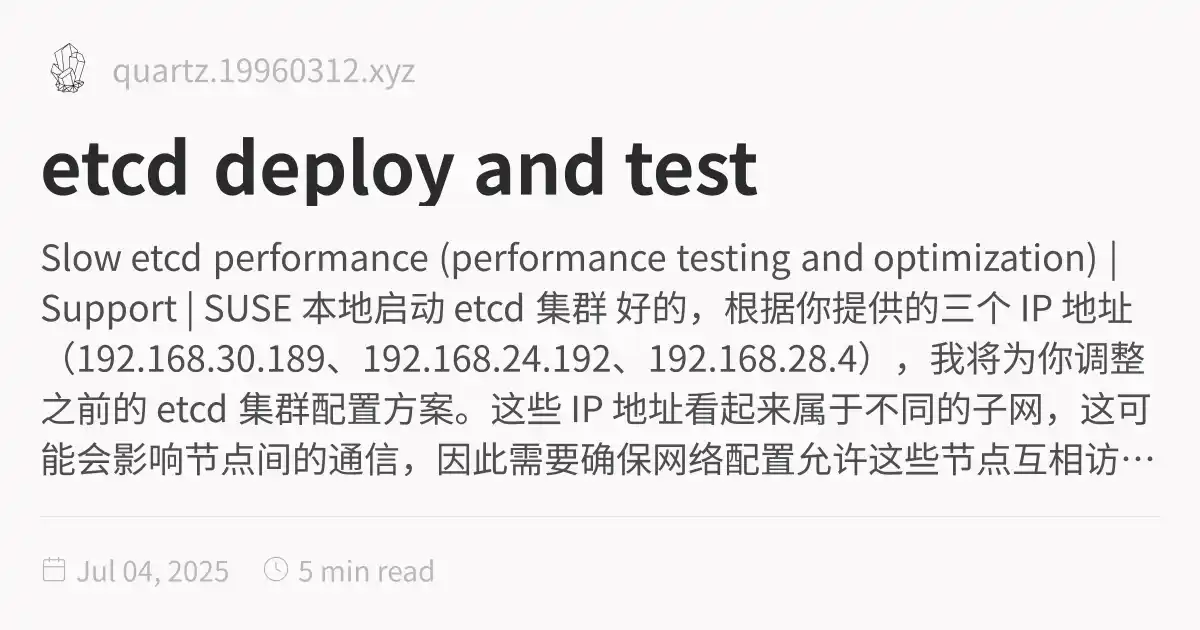 quartz.19960312.xyz
etcd deploy and test
Slow etcd performance (performance testing and optimization) |
Support | SUSE 本地启动 etcd 集群 好的，根据你提供的三个 IP 地址
（192.168.30.189、192.168.24.192、192.168.28.4），我将为你调整
之前的 etcd 集群配置方案。这些 IP 地址看起来属于不同的子网，这可
能会影响节点间的通信，因此需要确保网络配置允许这些节点互相访…
Jul 04, 2025 5 min read